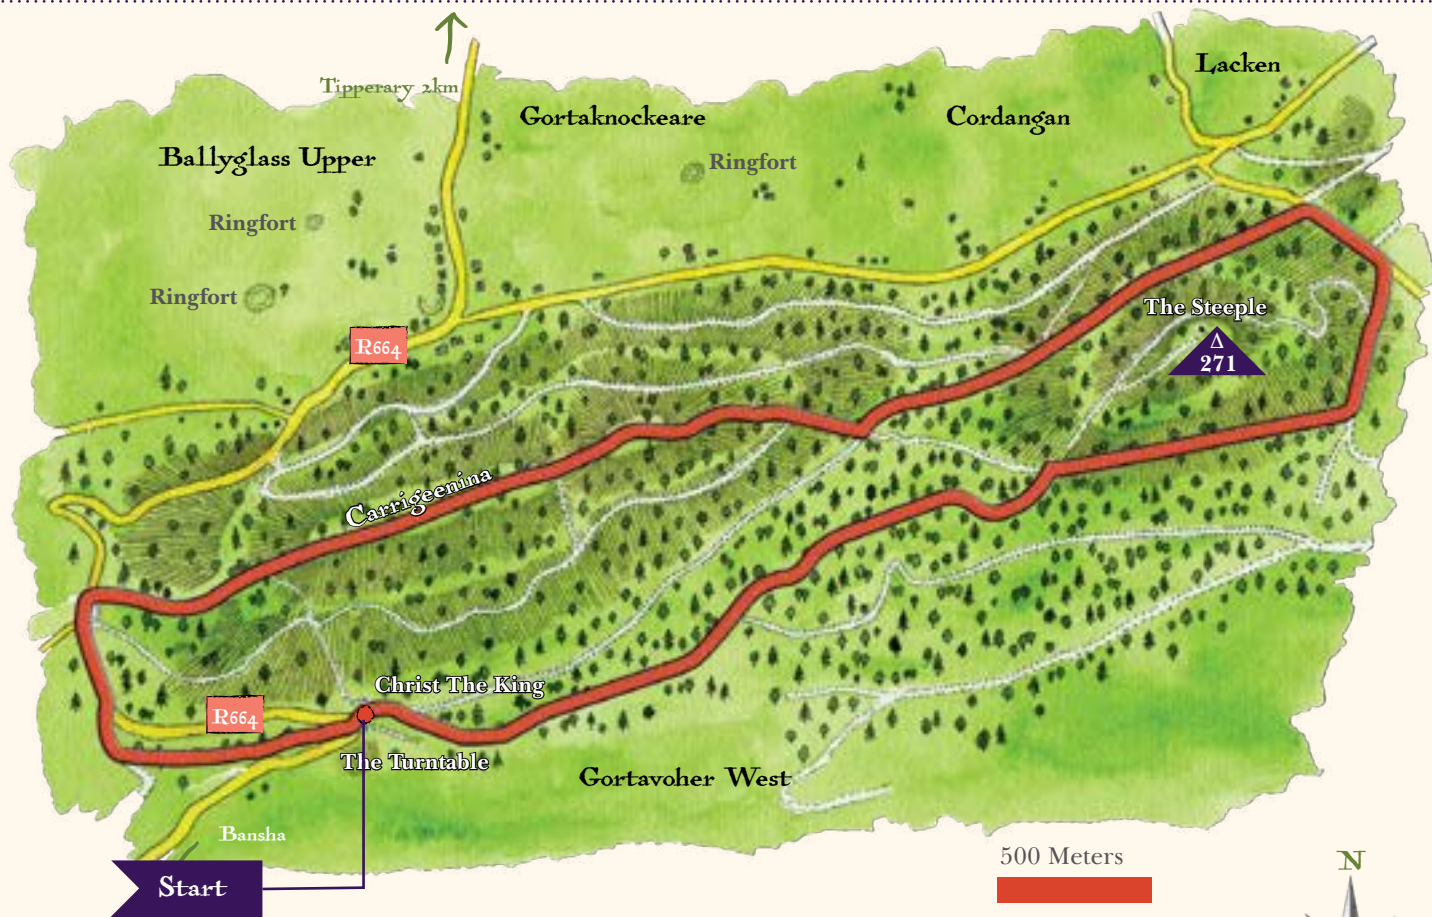 Tipperary 2km
Lacken
Gortaknockeare
Cordangan
Ballyglass Upper
Ringfort
Ringfort
Ringfort
R664
The Steeple
Δ
271
Carrigeenina
Christ The King
R664
The Turntable
Gortavoher West
Bansha
Start
500 Meters
N